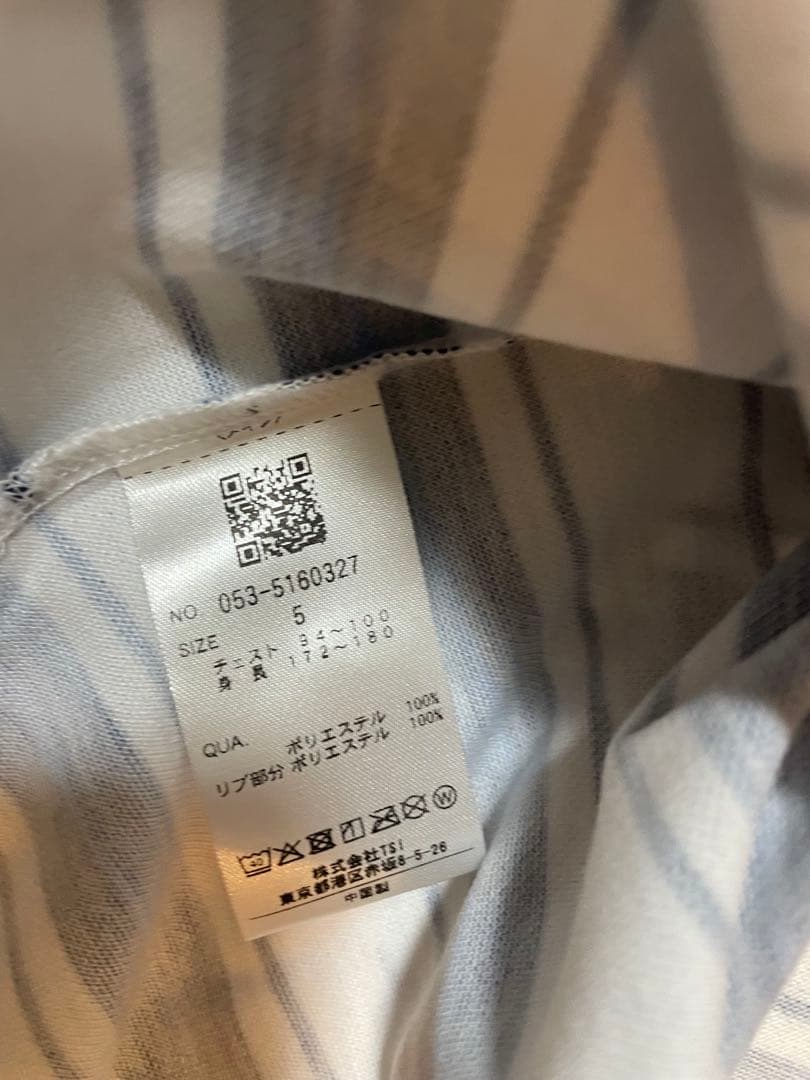 NO 053-5160327
SIZE 5
チェスト 94～100
身長 172～180
QUA. ポリエステル 100%
リブ部分 ポリエステル 100%
40 W
株式会社TSI
東京都港区赤坂8-5-26
中国製